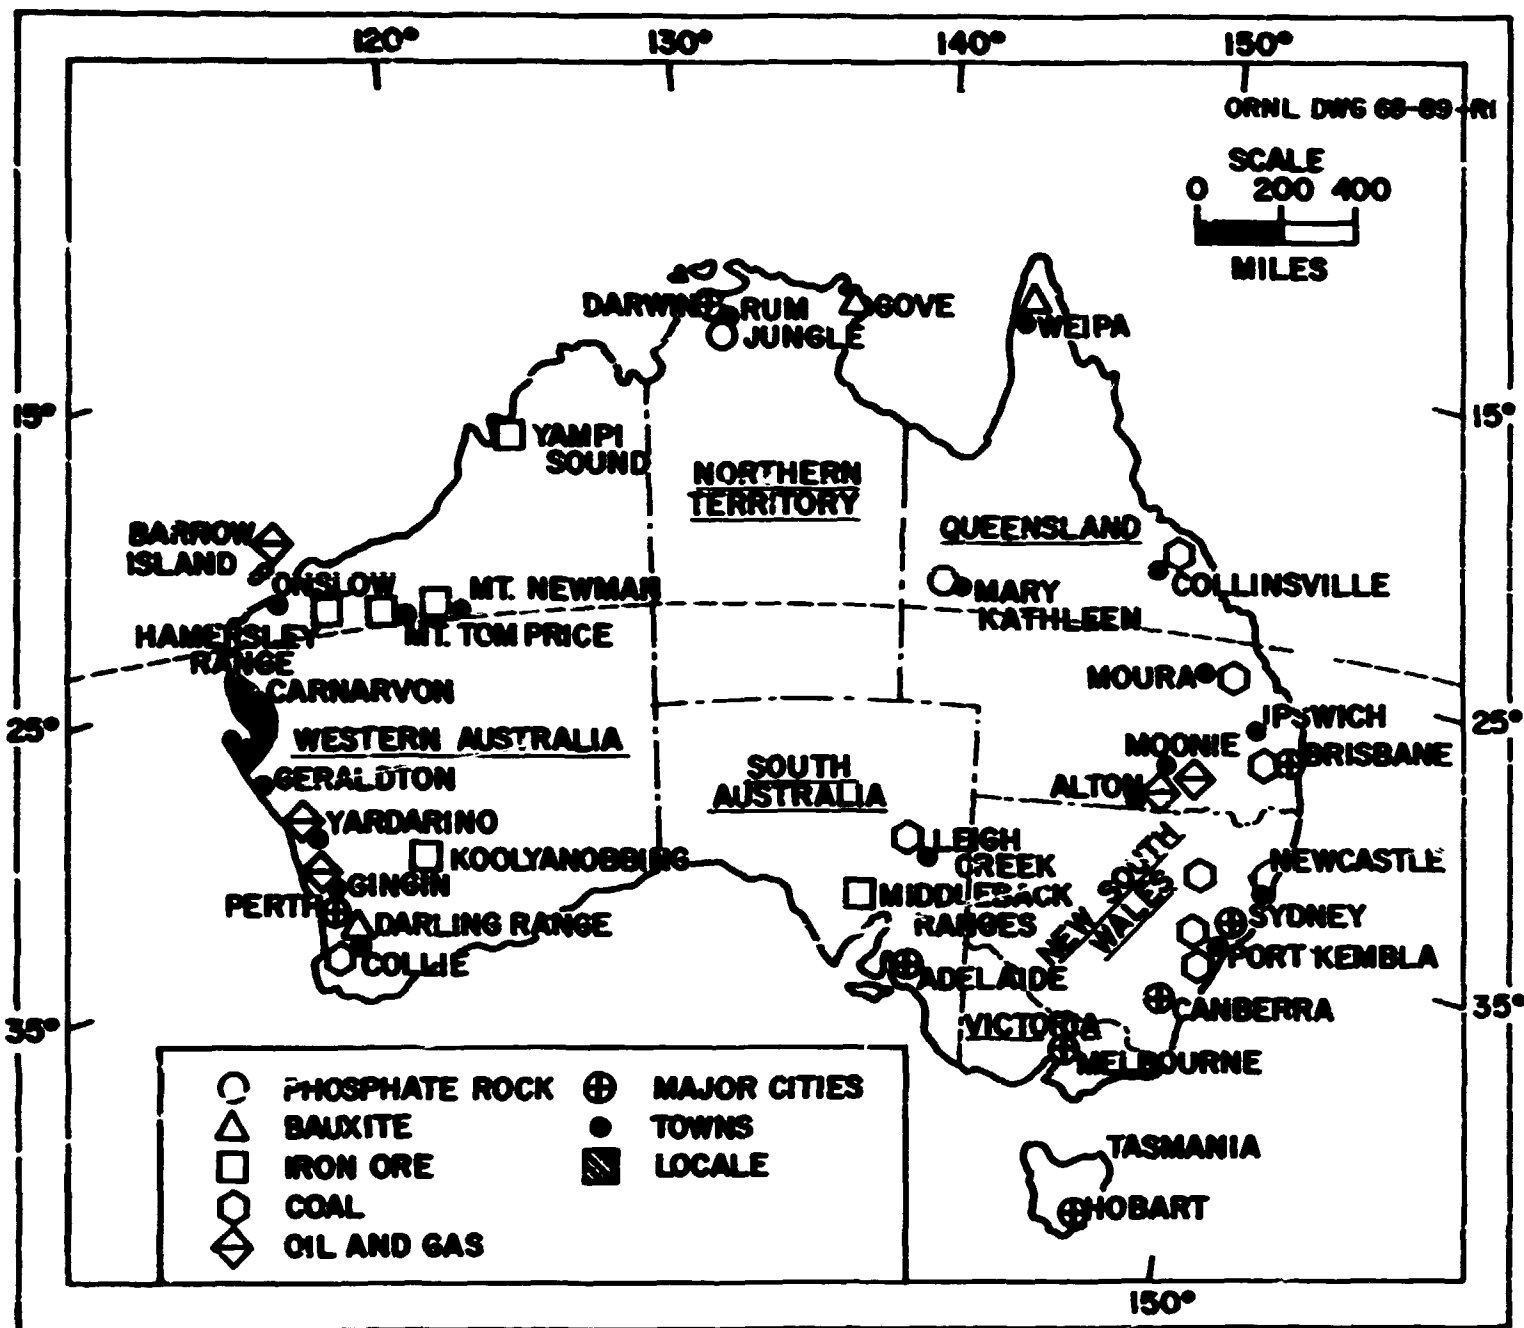 120° 130° 140° 150°
ORNL DWG 68-89-R1
SCALE
0 200 400
MILES
DARWIN RUM GOVE
JUNGLE
WEIPA
15° 15°
YAMPI
SOUND
NORTHERN
TERRITORY
QUEENSLAND
BARROW
ISLAND
ONSLOW
MT. NEWMAN
COLLINSVILLE
MARY
KATHLEEN
HAMERSLEY
RANGE
MT. TOM PRICE
MOURA
CARNARVON
25° 25°
IPSWICH
WESTERN AUSTRALIA
MOONIE
BRISBANE
GERALDTON
SOUTH
AUSTRALIA
ALTON
YARDARINO
LEIGH
CREEK
NEW SOUTH
WALES
KOOLYANOBBING
NEWCASTLE
GINGIN
MIDDLEBACK
RANGES
PERTH
SYDNEY
DARLING RANGE
COLLIE
PORT KEMBLA
ADELAIDE
CANBERRA
35° 35°
VICTORIA
MELBOURNE
PHOSPHATE ROCK MAJOR CITIES
BAUXITE TOWNS
IRON ORE LOCALE
COAL
OIL AND GAS
TASMANIA
HOBART
150°